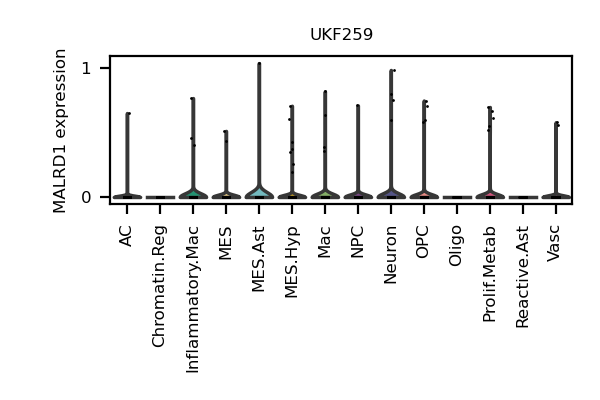 UKF259
MALRD1 expression
1
0
AC
Chromatin.Reg
Inflammatory.Mac
MES
MES.Ast
MES.Hyp
Mac
NPC
Neuron
OPC
Oligo
Prolif.Metab
Reactive.Ast
Vasc